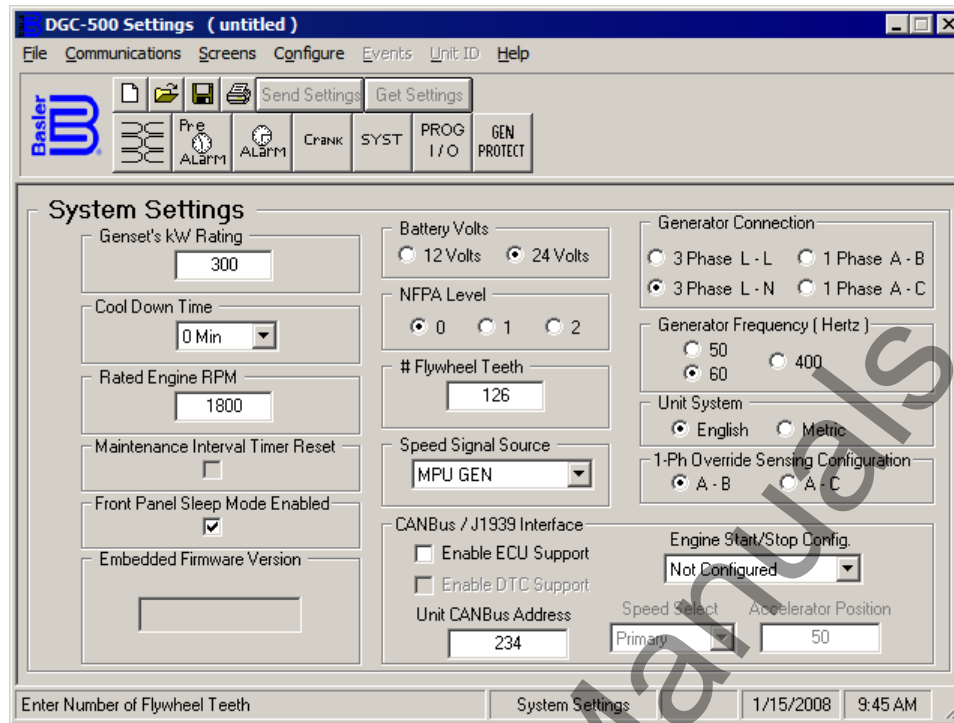 DGC-500 Settings ( untitled )
File Communications Screens Configure Events Unit ID Help
Basler
Send Settings Get Settings
Pre ALarm
ALarm
Crank
SYST
PROG I/O
GEN PROTECT
System Settings
Genset's kW Rating
300
Cool Down Time
0 Min
Rated Engine RPM
1800
Maintenance Interval Timer Reset
Front Panel Sleep Mode Enabled
Embedded Firmware Version
Battery Volts
12 Volts 24 Volts
NFPA Level
0 1 2
# Flywheel Teeth
126
Speed Signal Source
MPU GEN
Generator Connection
3 Phase L - L 1 Phase A - B
3 Phase L - N 1 Phase A - C
Generator Frequency ( Hertz )
50
60
400
Unit System
English Metric
1-Ph Override Sensing Configuration
A - B A - C
CANBus / J1939 Interface
Enable ECU Support
Enable DTC Support
Unit CANBus Address
234
Engine Start/Stop Config.
Not Configured
Speed Select
Primary
Accelerator Position
50
Enter Number of Flywheel Teeth
System Settings
1/15/2008
9:45 AM
Manuals